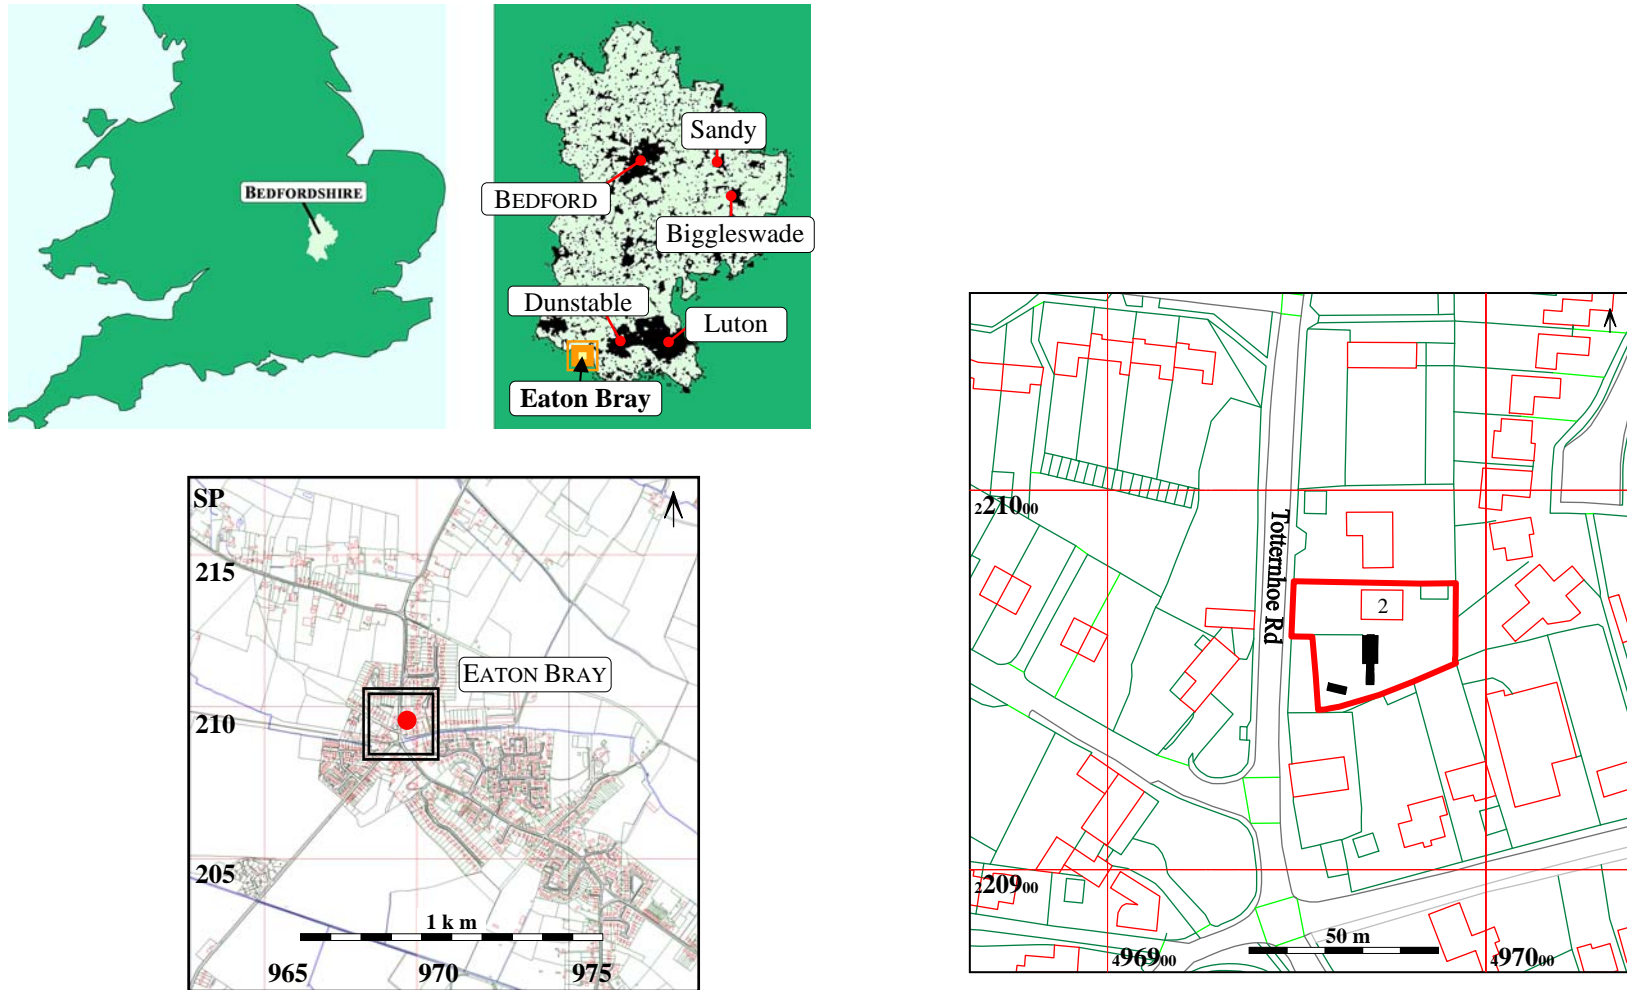 BEDFORDSHIRE
Sandy
BEDFORD
Biggleswade
Dunstable
Luton
Eaton Bray
SP
215
EATON BRAY
210
205
1 km
965
970
975
221000
Totternhoe Rd
2
220900
50 m
496900
497000